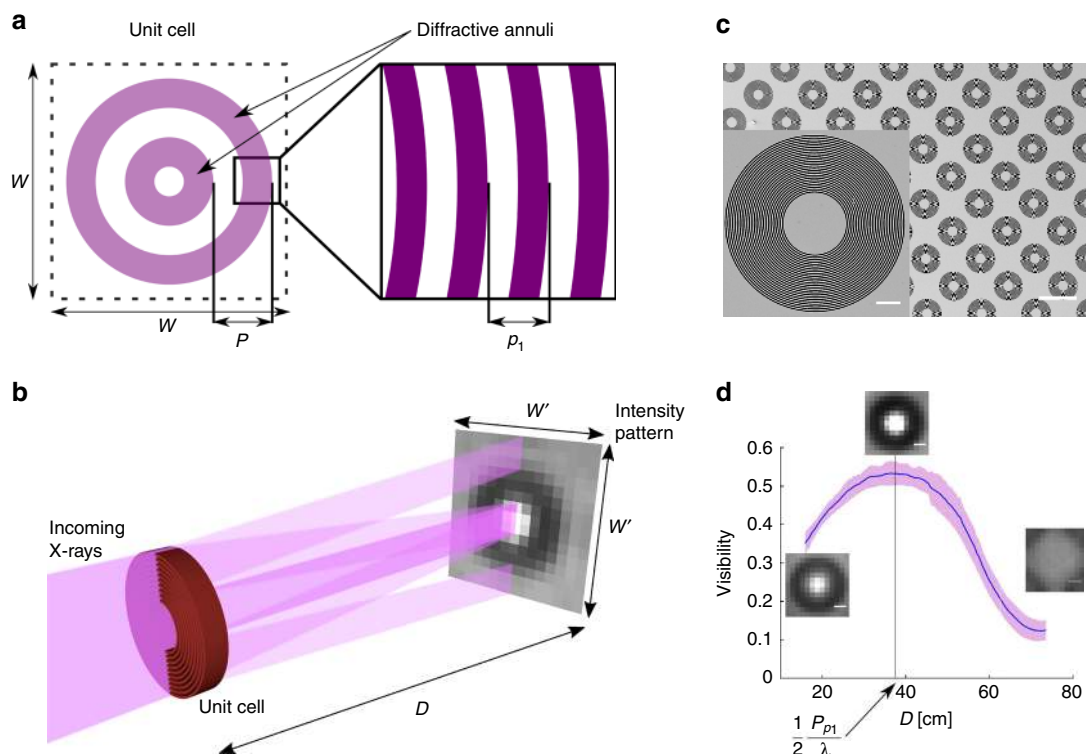 a
Unit cell
Diffractive annuli
W
W
P
p1
b
W′
Intensity
pattern
W′
Incoming
X-rays
Unit cell
D
c
d
0.6
0.5
0.4
0.3
0.2
0.1
0
Visibility
20
40
60
80
D [cm]
1/2 Pp1/λ